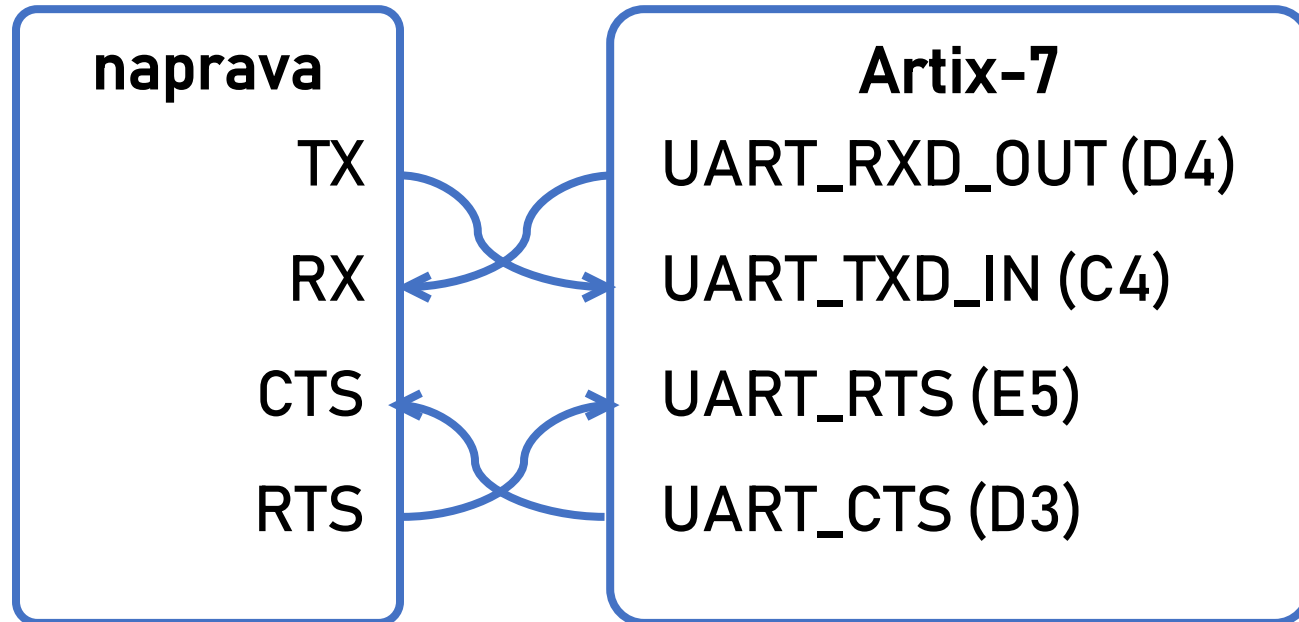 naprava
TX
RX
CTS
RTS
Artix-7
UART_RXD_OUT (D4)
UART_TXD_IN (C4)
UART_RTS (E5)
UART_CTS (D3)